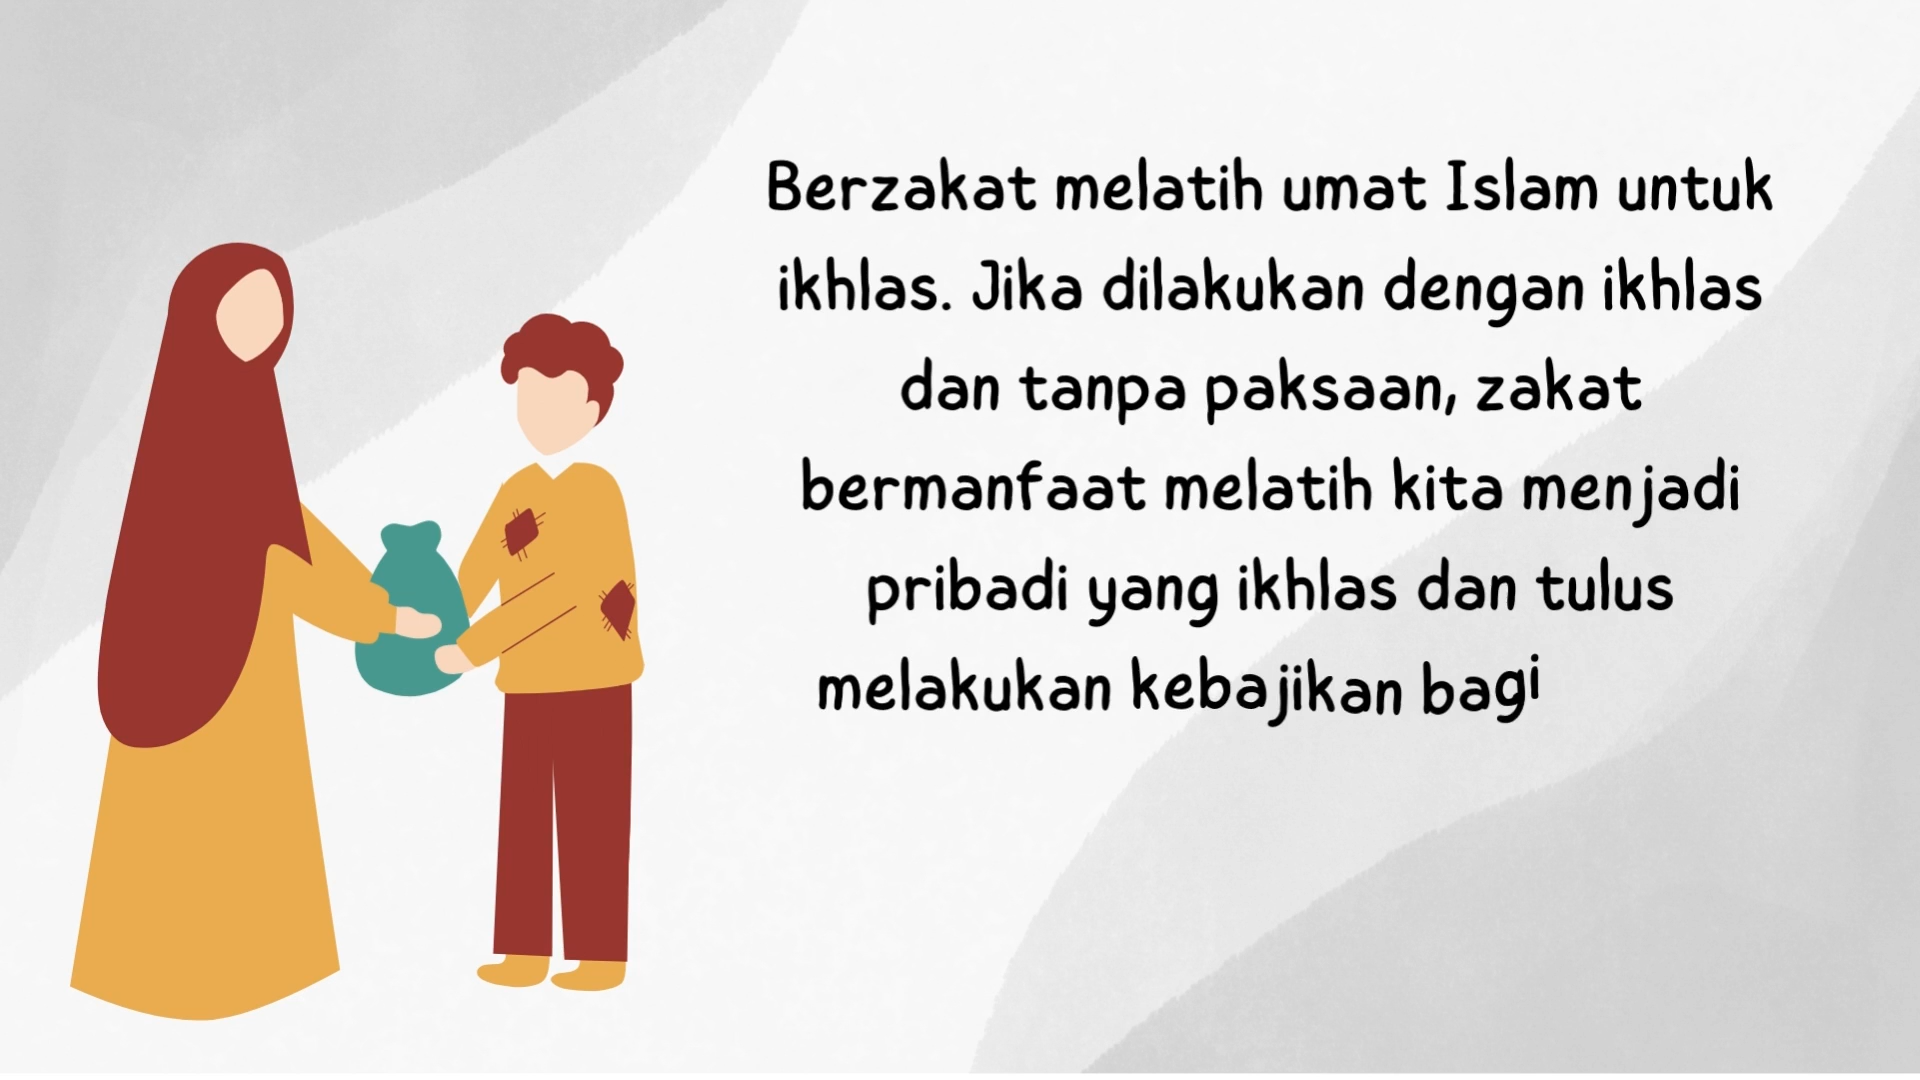 Berzakat melatih umat Islam untuk
ikhlas. Jika dilakukan dengan ikhlas
dan tanpa paksaan, zakat
bermanfaat melatih kita menjadi
pribadi yang ikhlas dan tulus
melakukan kebajikan bagi